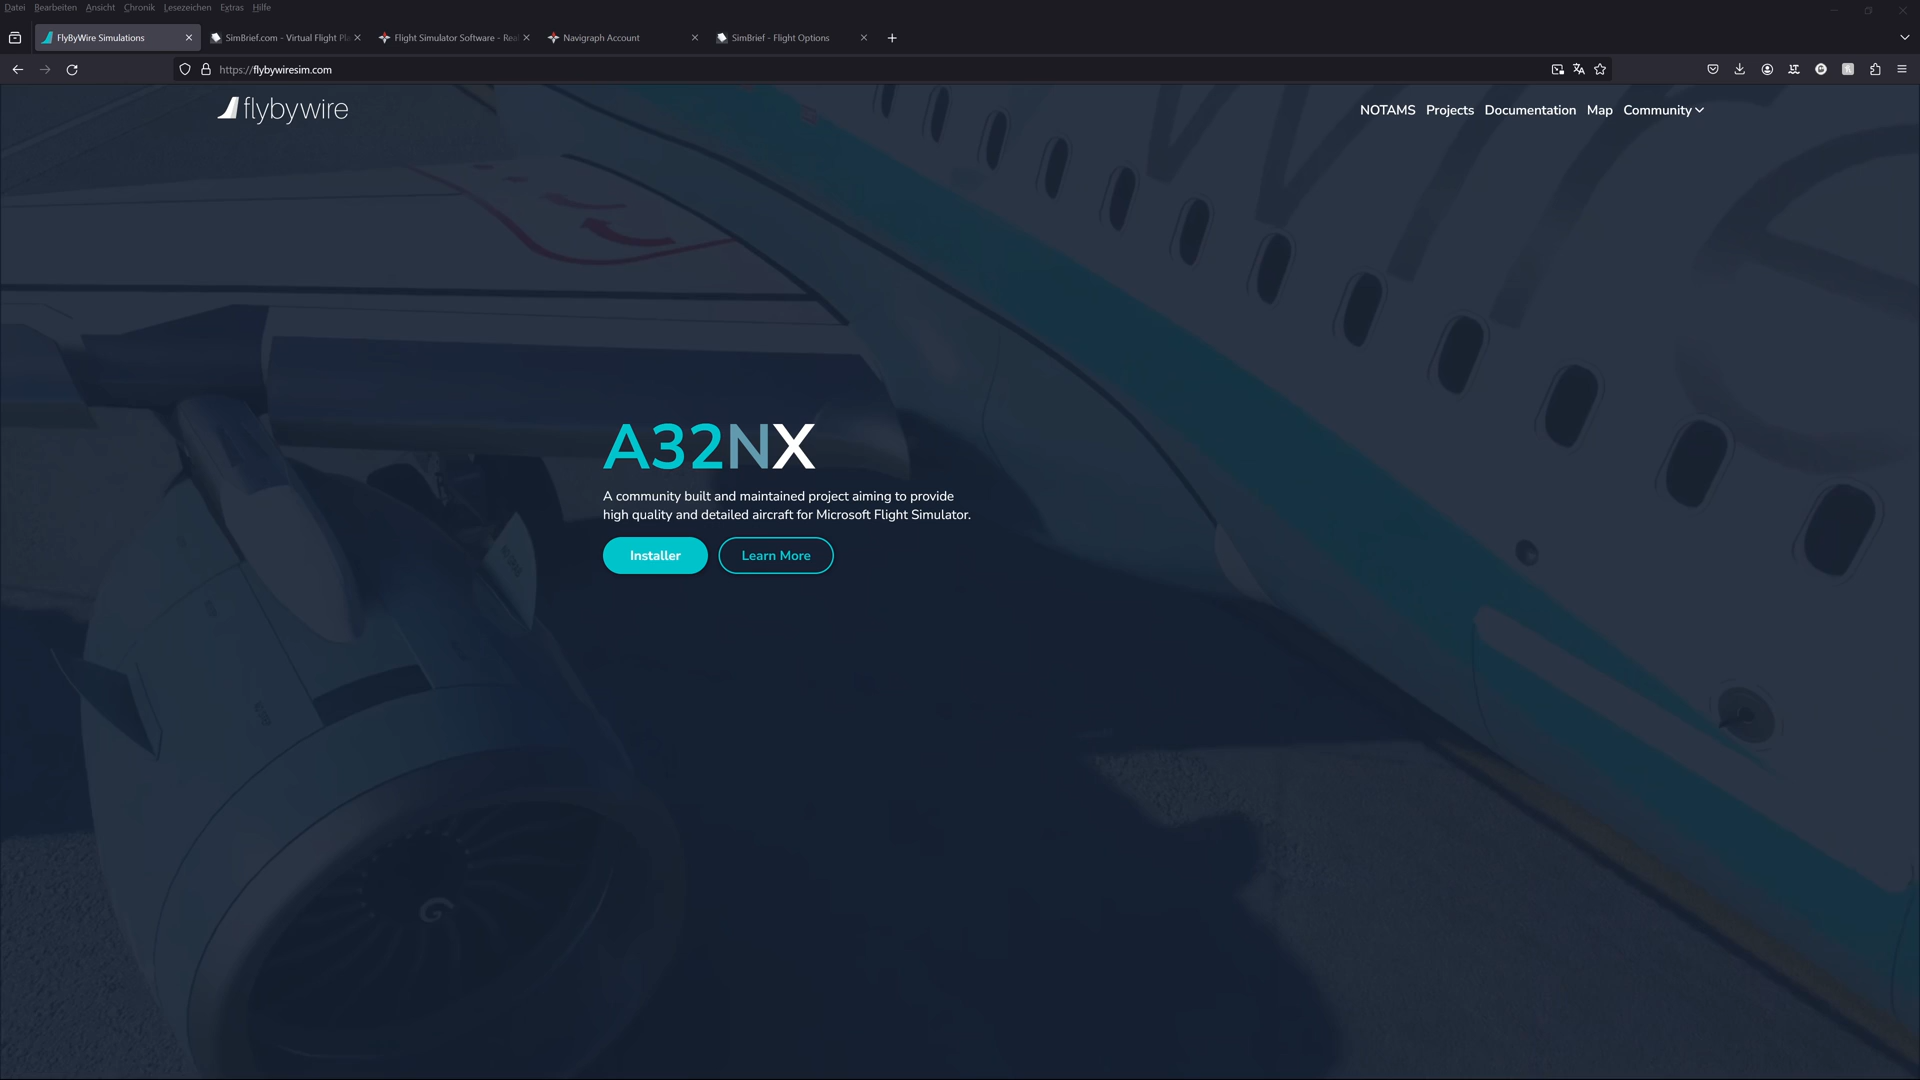 Datei Bearbeiten Ansicht Chronik Lesezeichen Extras Hilfe
FlyByWire Simulations
SimBrief.com - Virtual Flight Pl
Flight Simulator Software - Rea
Navigraph Account
SimBrief - Flight Options
https://flybywiresim.com
flybywire
NOTAMS Projects Documentation Map Community
A32NX
A community built and maintained project aiming to provide
high quality and detailed aircraft for Microsoft Flight Simulator.
Installer Learn More